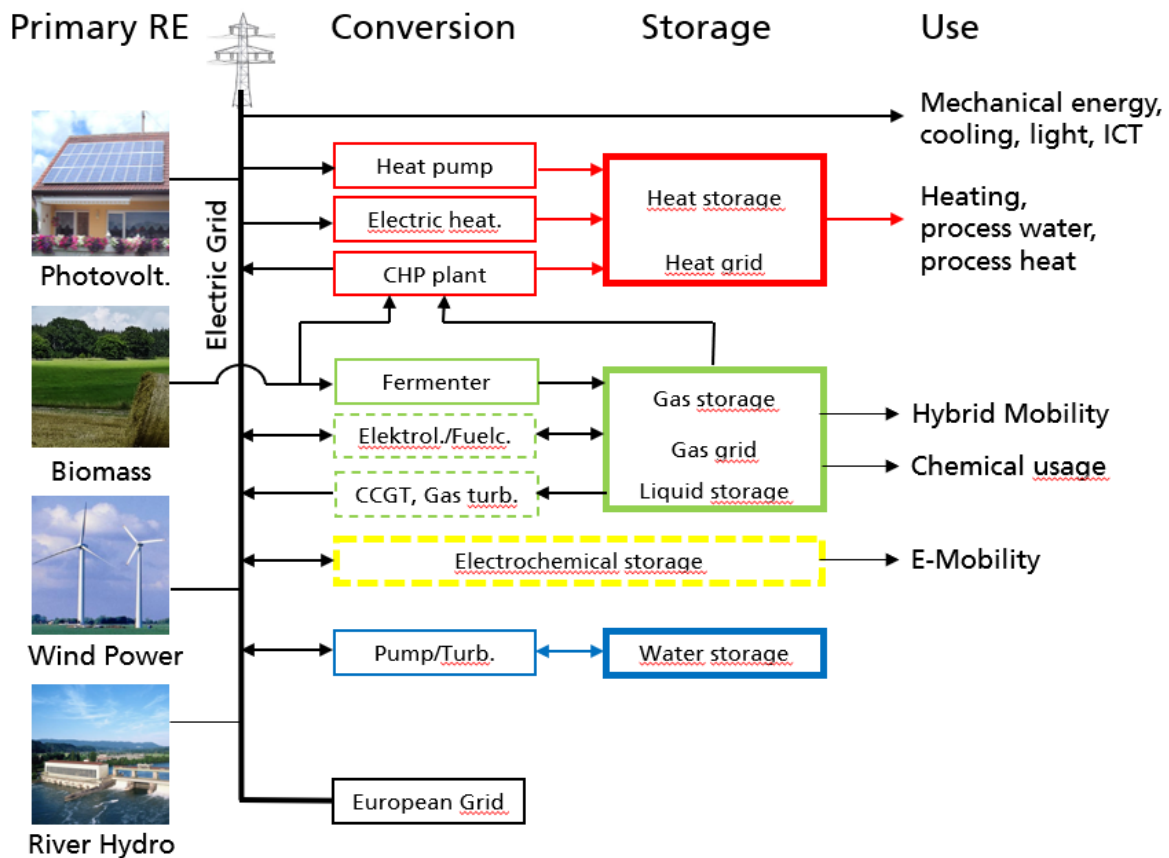 Primary RE
Conversion
Storage
Use
Mechanical energy,
cooling, light, ICT
Heat pump
Electric heat.
CHP plant
Heat storage
Heat grid
Heating,
process water,
process heat
Electric Grid
Photovolt.
Fermenter
Elektrol./Fuelc.
CCGT, Gas turb.
Gas storage
Gas grid
Liquid storage
Hybrid Mobility
Chemical usage
Biomass
Electrochemical storage
E-Mobility
Wind Power
Pump/Turb.
Water storage
European Grid
River Hydro